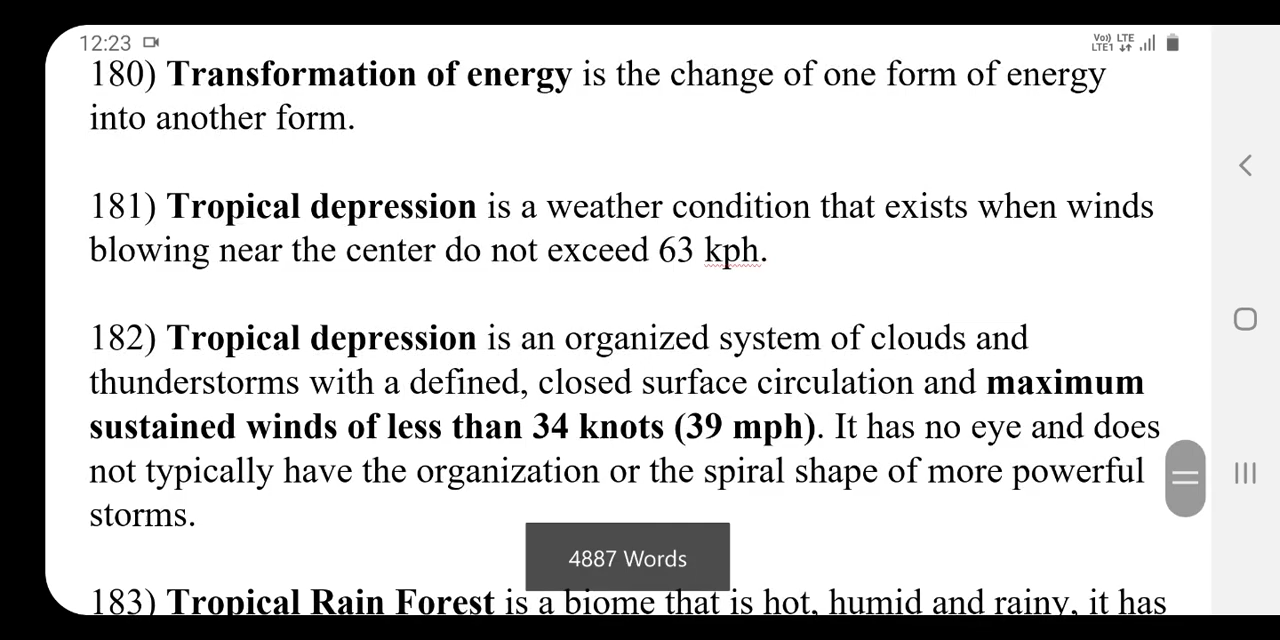 12:23
Vo)) LTE
LTE1
180) Transformation of energy is the change of one form of energy
into another form.
181) Tropical depression is a weather condition that exists when winds
blowing near the center do not exceed 63 kph.
182) Tropical depression is an organized system of clouds and
thunderstorms with a defined, closed surface circulation and maximum
sustained winds of less than 34 knots (39 mph). It has no eye and does
not typically have the organization or the spiral shape of more powerful
storms.
4887 Words
183) Tropical Rain Forest is a biome that is hot, humid and rainy, it has